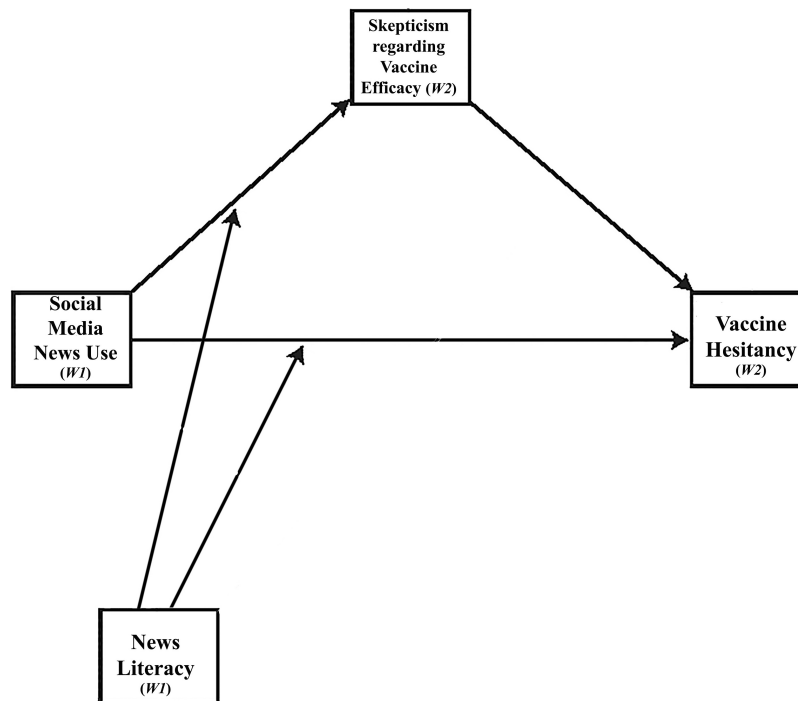 Skepticism
regarding
Vaccine
Efficacy (W2)
Social
Media
News Use
(W1)
Vaccine
Hesitancy
(W2)
News
Literacy
(W1)